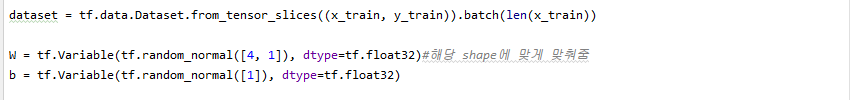 dataset = tf.data.Dataset.from_tensor_slices((x_train, y_train)).batch(len(x_train))
W = tf.Variable(tf.random_normal([4, 1]), dtype=tf.float32)#해당 shape에 맞게 맞춰줌
b = tf.Variable(tf.random_normal([1]), dtype=tf.float32)